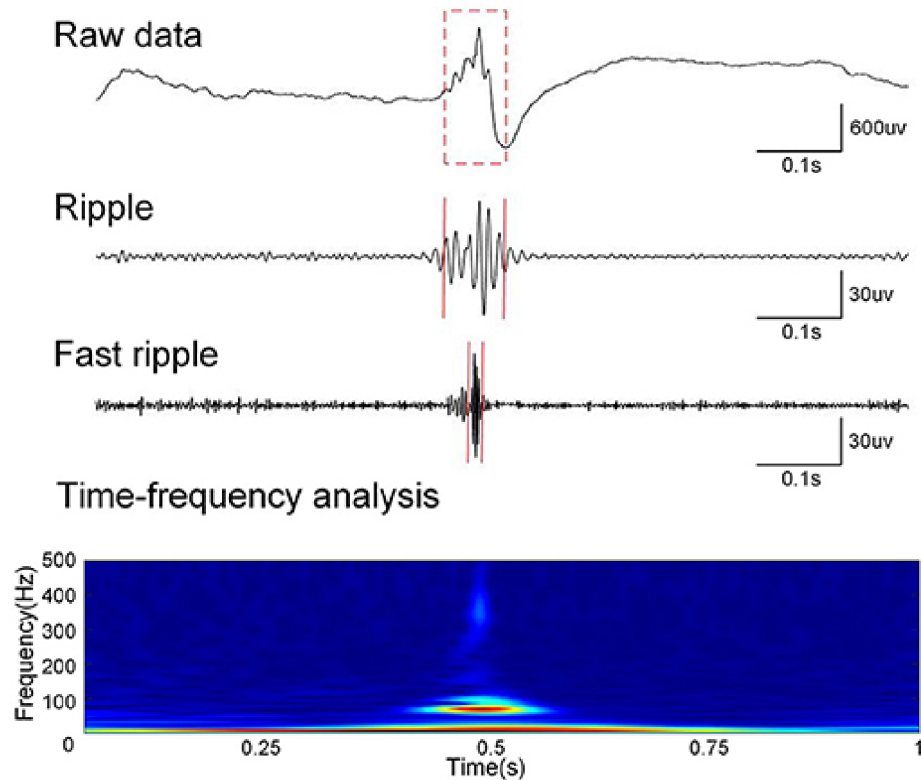 Raw data
600uv
0.1s
Ripple
30uv
0.1s
Fast ripple
30uv
0.1s
Time-frequency analysis
500
400
300
200
100
0
Frequency(Hz)
0.25
0.5
0.75
1
Time(s)